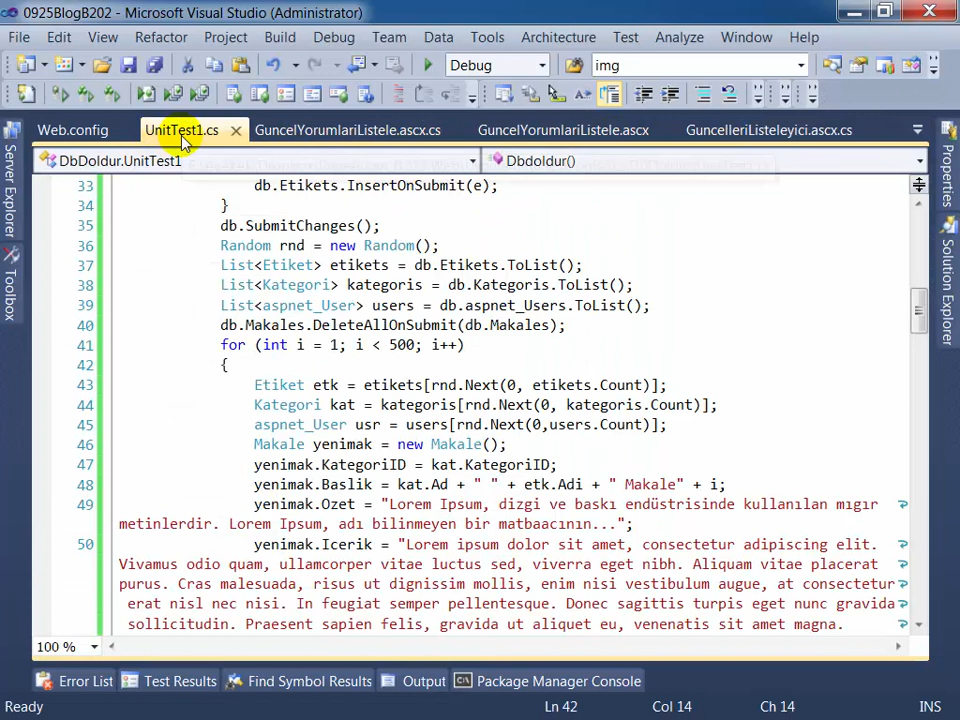 0925BlogB202 - Microsoft Visual Studio (Administrator)
File Edit View Refactor Project Build Debug Team Data Tools Architecture Test Analyze Window Help
Debug img
Web.config UnitTest1.cs GuncelYorumlariListele.ascx.cs GuncelYorumlariListele.ascx GuncelleriListeleyici.ascx.cs
DbDoldur.UnitTest1 Dbdoldur()
33 db.Etikets.InsertOnSubmit(e);
34 }
35 db.SubmitChanges();
36 Random rnd = new Random();
37 List<Etiket> etikets = db.Etikets.ToList();
38 List<Kategori> kategoris = db.Kategoris.ToList();
39 List<aspnet_User> users = db.aspnet_Users.ToList();
40 db.Makales.DeleteAllOnSubmit(db.Makales);
41 for (int i = 1; i < 500; i++)
42 {
43 Etiket etk = etikets[rnd.Next(0, etikets.Count)];
44 Kategori kat = kategoris[rnd.Next(0, kategoris.Count)];
45 aspnet_User usr = users[rnd.Next(0,users.Count)];
46 Makale yenimak = new Makale();
47 yenimak.KategoriID = kat.KategoriID;
48 yenimak.Baslik = kat.Ad + " " + etk.Adi + " Makale" + i;
49 yenimak.Ozet = "Lorem Ipsum, dizgi ve baskı endüstrisinde kullanılan mıgır
metinlerdir. Lorem Ipsum, adı bilinmeyen bir matbaacının...";
50 yenimak.Icerik = "Lorem ipsum dolor sit amet, consectetur adipiscing elit.
Vivamus odio quam, ullamcorper vitae luctus sed, viverra eget nibh. Aliquam vitae placerat
purus. Cras malesuada, risus ut dignissim mollis, enim nisi vestibulum augue, at consectetur
erat nisl nec nisi. In feugiat semper pellentesque. Donec sagittis turpis eget nunc gravida
sollicitudin. Praesent sapien felis, gravida ut aliquet eu, venenatis sit amet magna.
100 %
Server Explorer
Toolbox
Properties
Solution Explorer
Error List Test Results Find Symbol Results Output Package Manager Console
Ready Ln 42 Col 14 Ch 14 INS